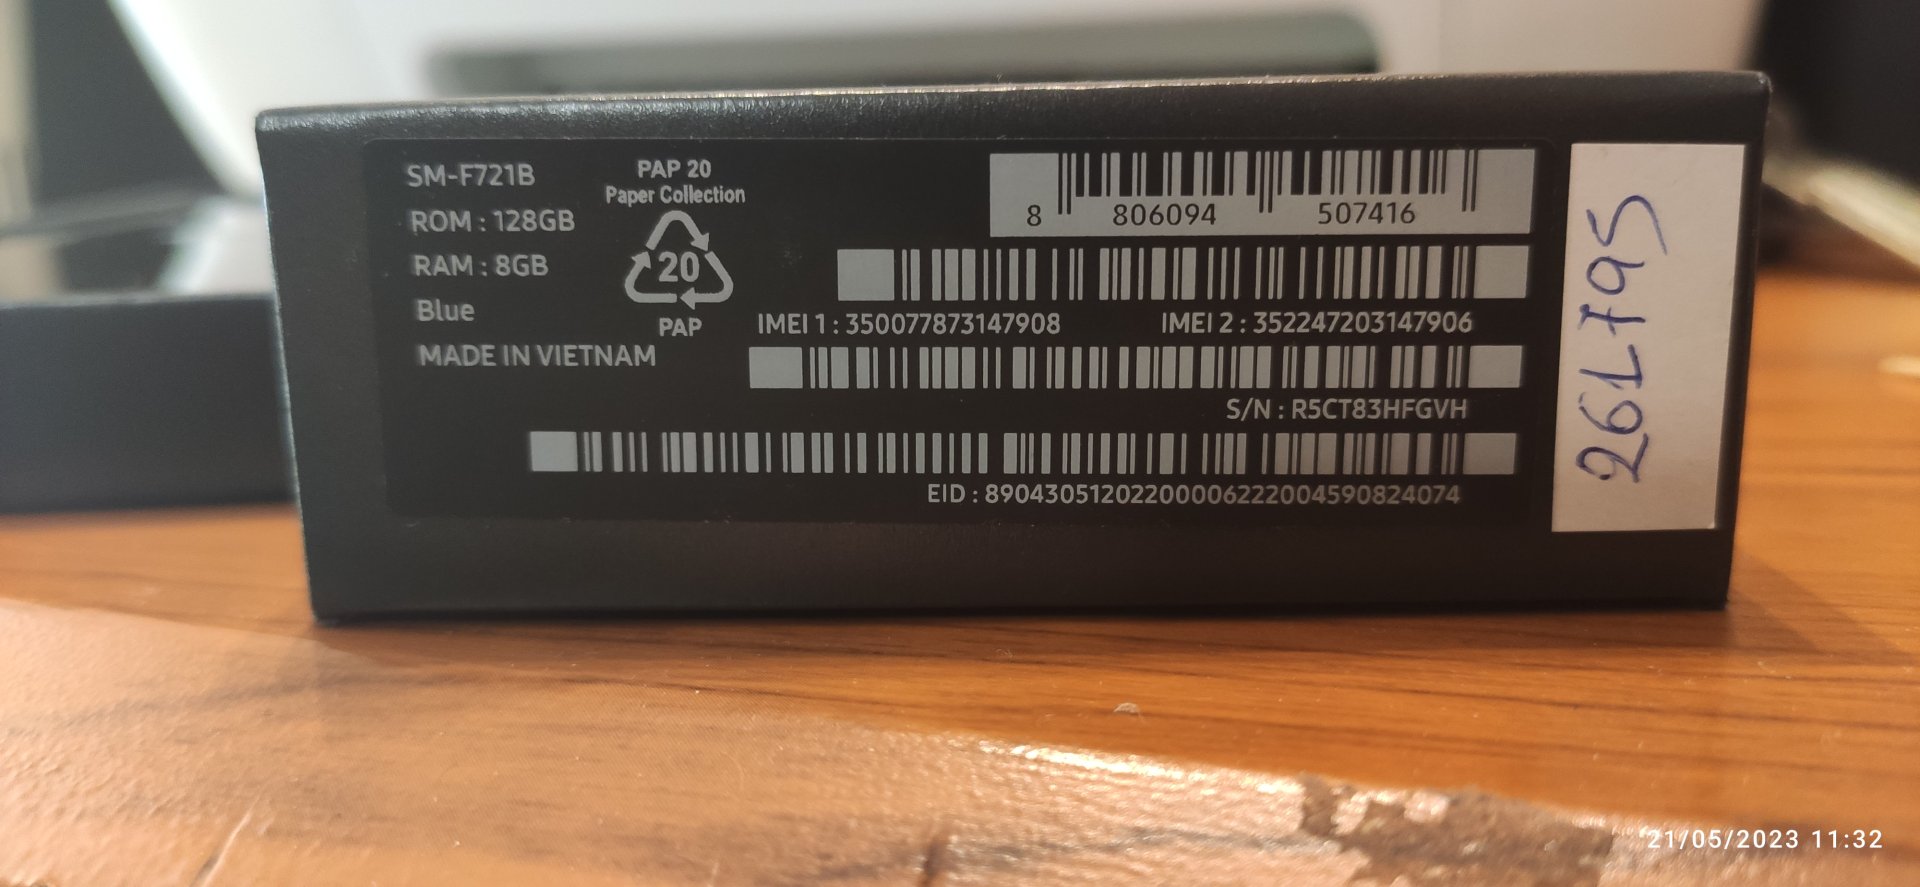 SM-F721B
ROM : 128GB
RAM : 8GB
Blue
MADE IN VIETNAM
PAP 20
Paper Collection
20
PAP
8 806094 507416
IMEI 1 : 350077873147908 IMEI 2 : 352247203147906
S/N : R5CT83HFGVH
EID : 89043051202200006222004590824074
26L795
21/05/2023 11:32